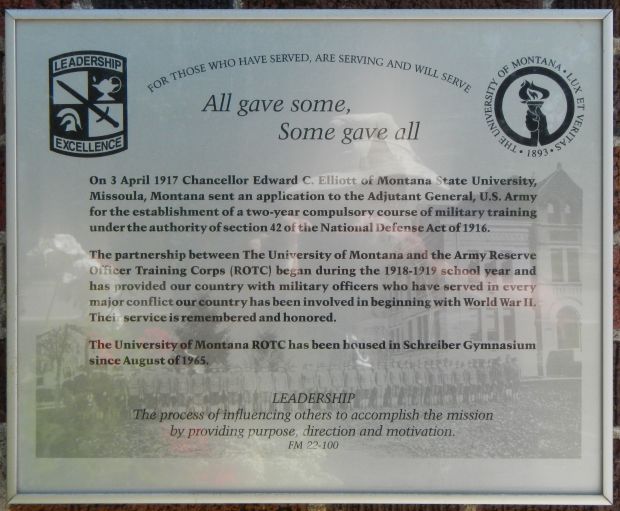 LEADERSHIP
EXCELLENCE
FOR THOSE WHO HAVE SERVED, ARE SERVING AND WILL SERVE
THE UNIVERSITY OF MONTANA • LUX ET VERITAS • 1893 •
All gave some,
Some gave all
On 3 April 1917 Chancellor Edward C. Elliott of Montana State University,
Missoula, Montana sent an application to the Adjutant General, U.S. Army
for the establishment of a two-year compulsory course of military training
under the authority of section 42 of the National Defense Act of 1916.
The partnership between The University of Montana and the Army Reserve
Officer Training Corps (ROTC) began during the 1918-1919 school year and
has provided our country with military officers who have served in every
major conflict our country has been involved in beginning with World War II.
Their service is remembered and honored.
The University of Montana ROTC has been housed in Schreiber Gymnasium
since August of 1965.
LEADERSHIP
The process of influencing others to accomplish the mission
by providing purpose, direction and motivation.
FM 22-100